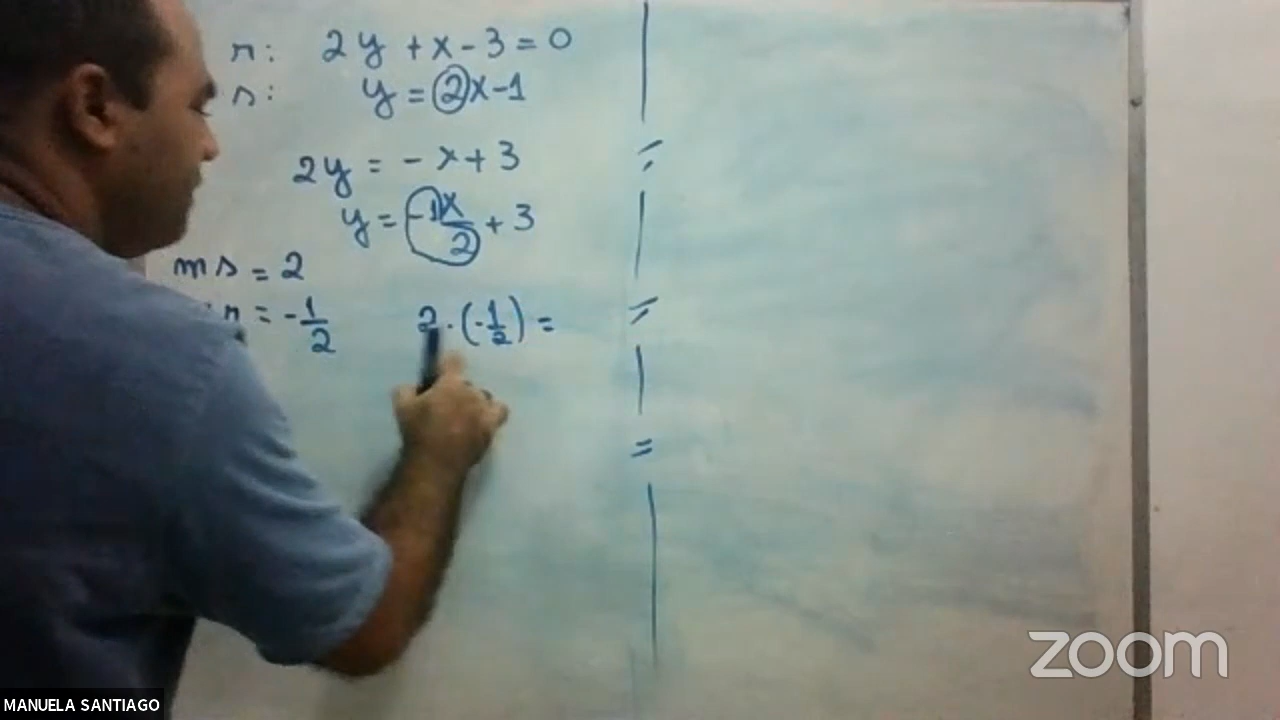 r: 2y + x - 3 = 0
s: y = 2x - 1
2y = - x + 3
y = -1x/2 + 3
ms = 2
r = -1/2
2 · (-1/2) =
=
zoom
MANUELA SANTIAGO